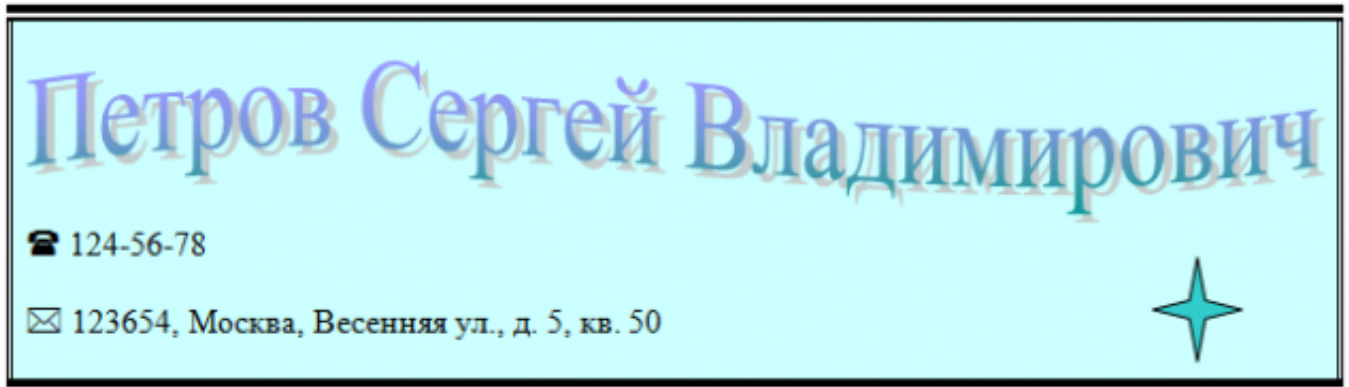 Петров Сергей Владимирович
☎ 124-56-78
✉ 123654, Москва, Весенняя ул., д. 5, кв. 50